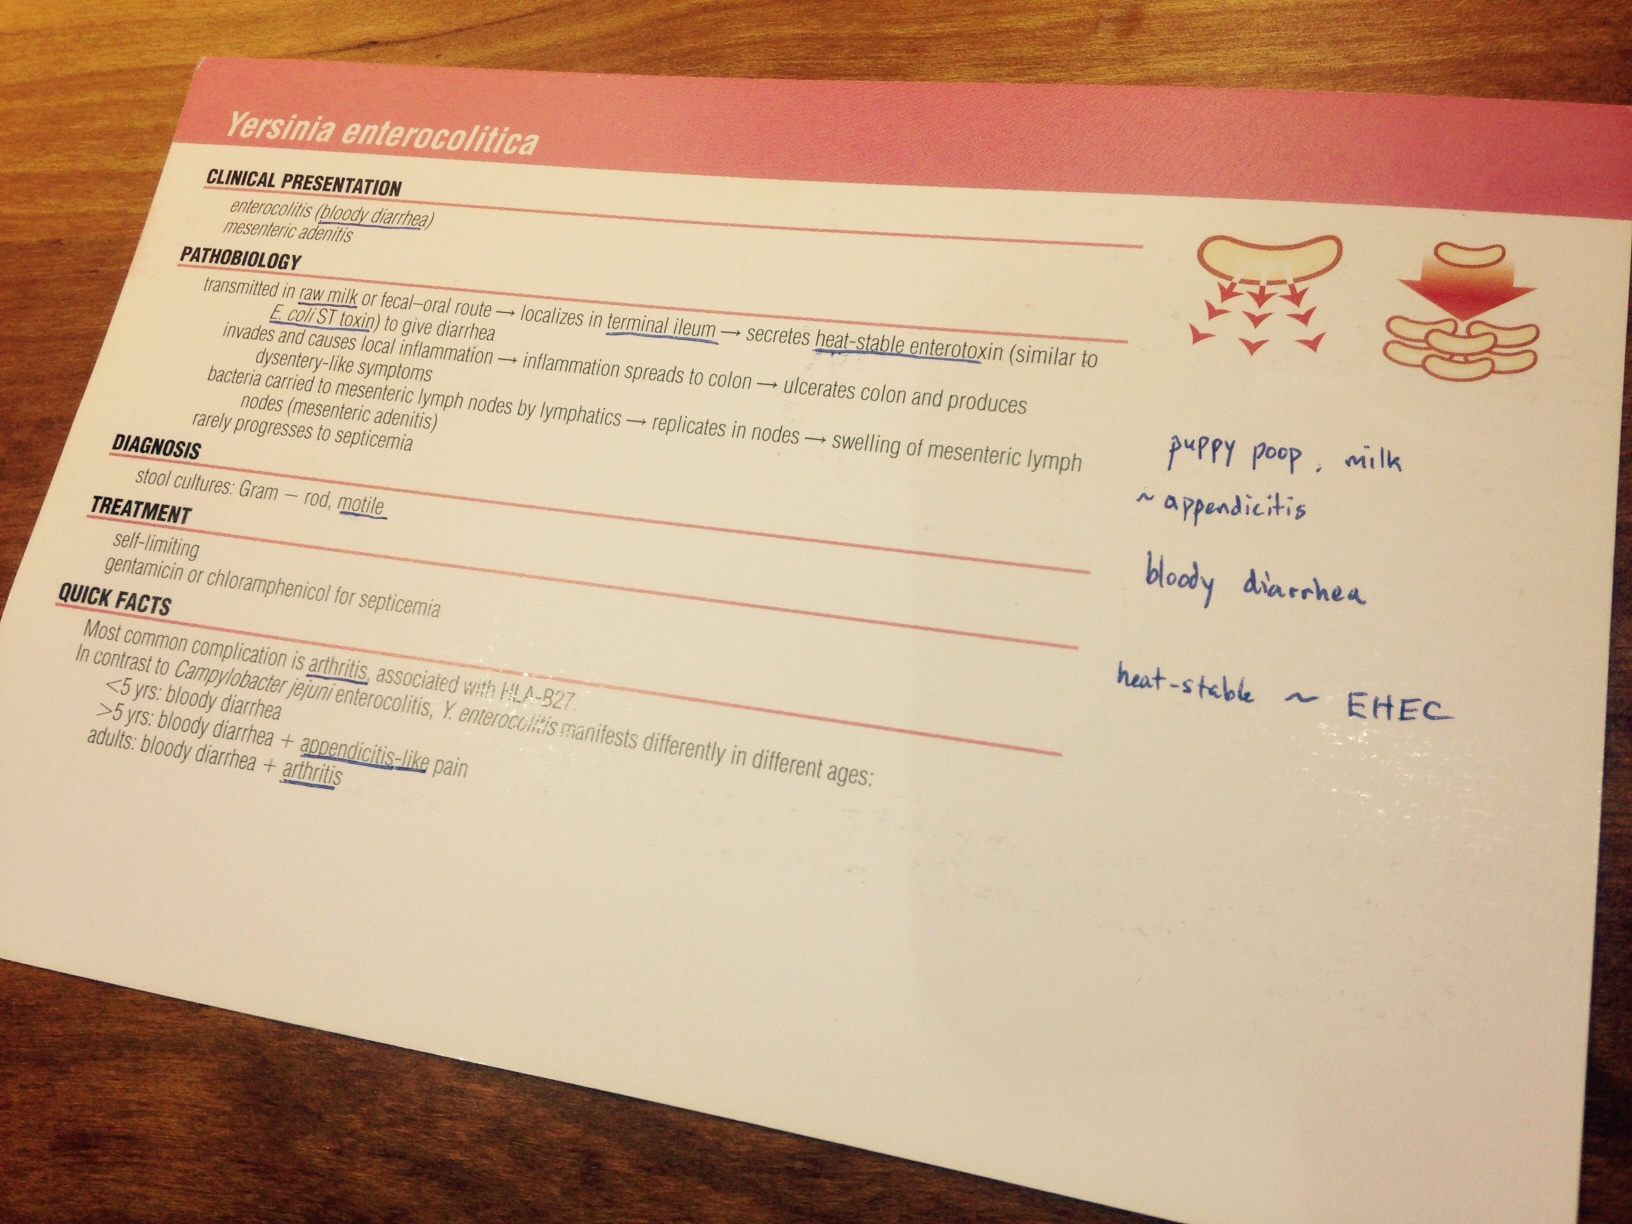 Yersinia enterocolitica
CLINICAL PRESENTATION
enterocolitis (bloody diarrhea)
mesenteric adenitis
PATHOBIOLOGY
transmitted in raw milk or fecal–oral route → localizes in terminal ileum → secretes heat-stable enterotoxin (similar to
E. coli ST toxin) to give diarrhea
invades and causes local inflammation → inflammation spreads to colon → ulcerates colon and produces
dysentery-like symptoms
bacteria carried to mesenteric lymph nodes by lymphatics → replicates in nodes → swelling of mesenteric lymph
nodes (mesenteric adenitis)
rarely progresses to septicemia
DIAGNOSIS
stool cultures: Gram – rod, motile
TREATMENT
self-limiting
gentamicin or chloramphenicol for septicemia
QUICK FACTS
Most common complication is arthritis, associated with HLA-B27.
In contrast to Campylobacter jejuni enterocolitis, Y. enterocolitis manifests differently in different ages:
<5 yrs: bloody diarrhea
>5 yrs: bloody diarrhea + appendicitis-like pain
adults: bloody diarrhea + arthritis
puppy poop, milk
~ appendicitis
bloody diarrhea
heat-stable ~ EHEC